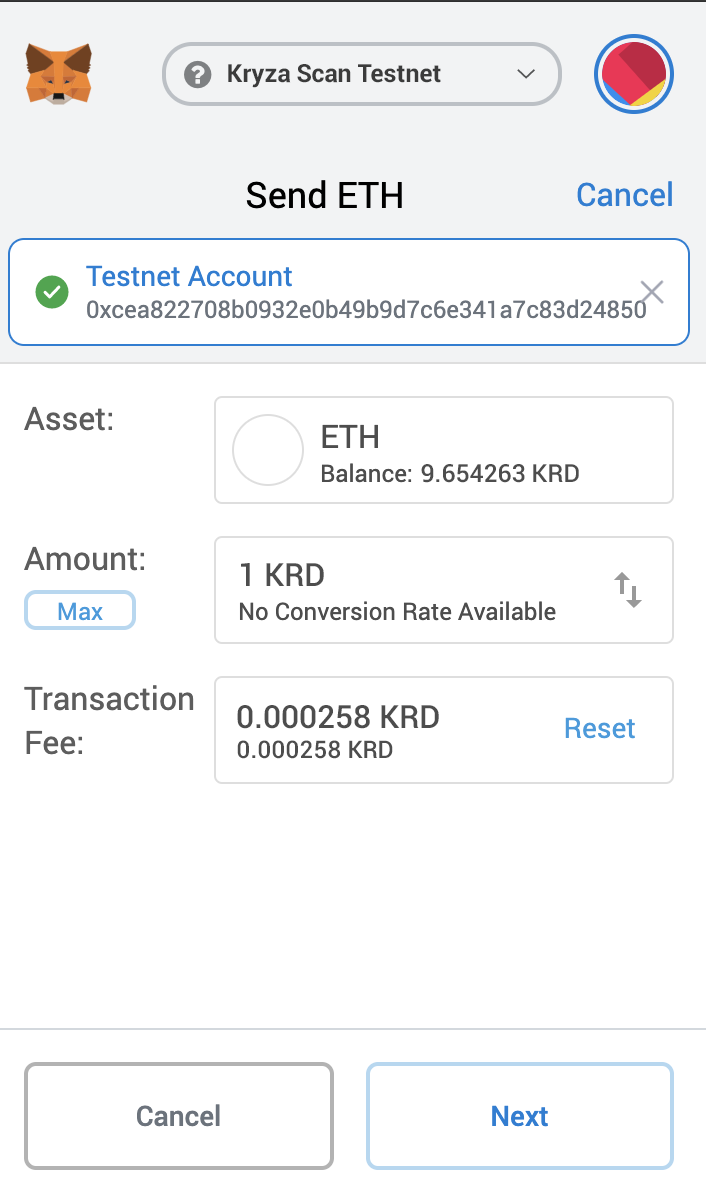 ? Kryza Scan Testnet
Send ETH
Cancel
Testnet Account
0xcea822708b0932e0b49b9d7c6e341a7c83d24850
Asset:
ETH
Balance: 9.654263 KRD
Amount:
Max
1 KRD
No Conversion Rate Available
Transaction
Fee:
0.000258 KRD
0.000258 KRD
Reset
Cancel
Next